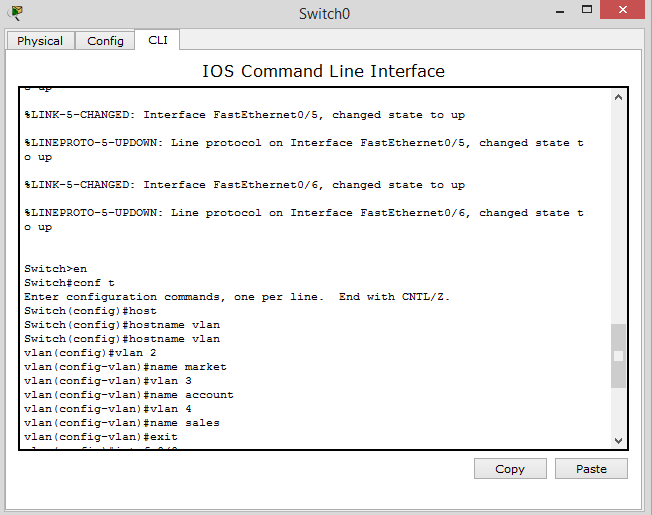 Switch0
Physical
Config
CLI
IOS Command Line Interface
o up
%LINK-5-CHANGED: Interface FastEthernet0/5, changed state to up
%LINEPROTO-5-UPDOWN: Line protocol on Interface FastEthernet0/5, changed state t
o up
%LINK-5-CHANGED: Interface FastEthernet0/6, changed state to up
%LINEPROTO-5-UPDOWN: Line protocol on Interface FastEthernet0/6, changed state t
o up
Switch>en
Switch#conf t
Enter configuration commands, one per line.  End with CNTL/Z.
Switch(config)#host
Switch(config)#hostname vlan
Switch(config)#hostname vlan
vlan(config)#vlan 2
vlan(config-vlan)#name market
vlan(config-vlan)#vlan 3
vlan(config-vlan)#name account
vlan(config-vlan)#vlan 4
vlan(config-vlan)#name sales
vlan(config-vlan)#exit
Copy
Paste